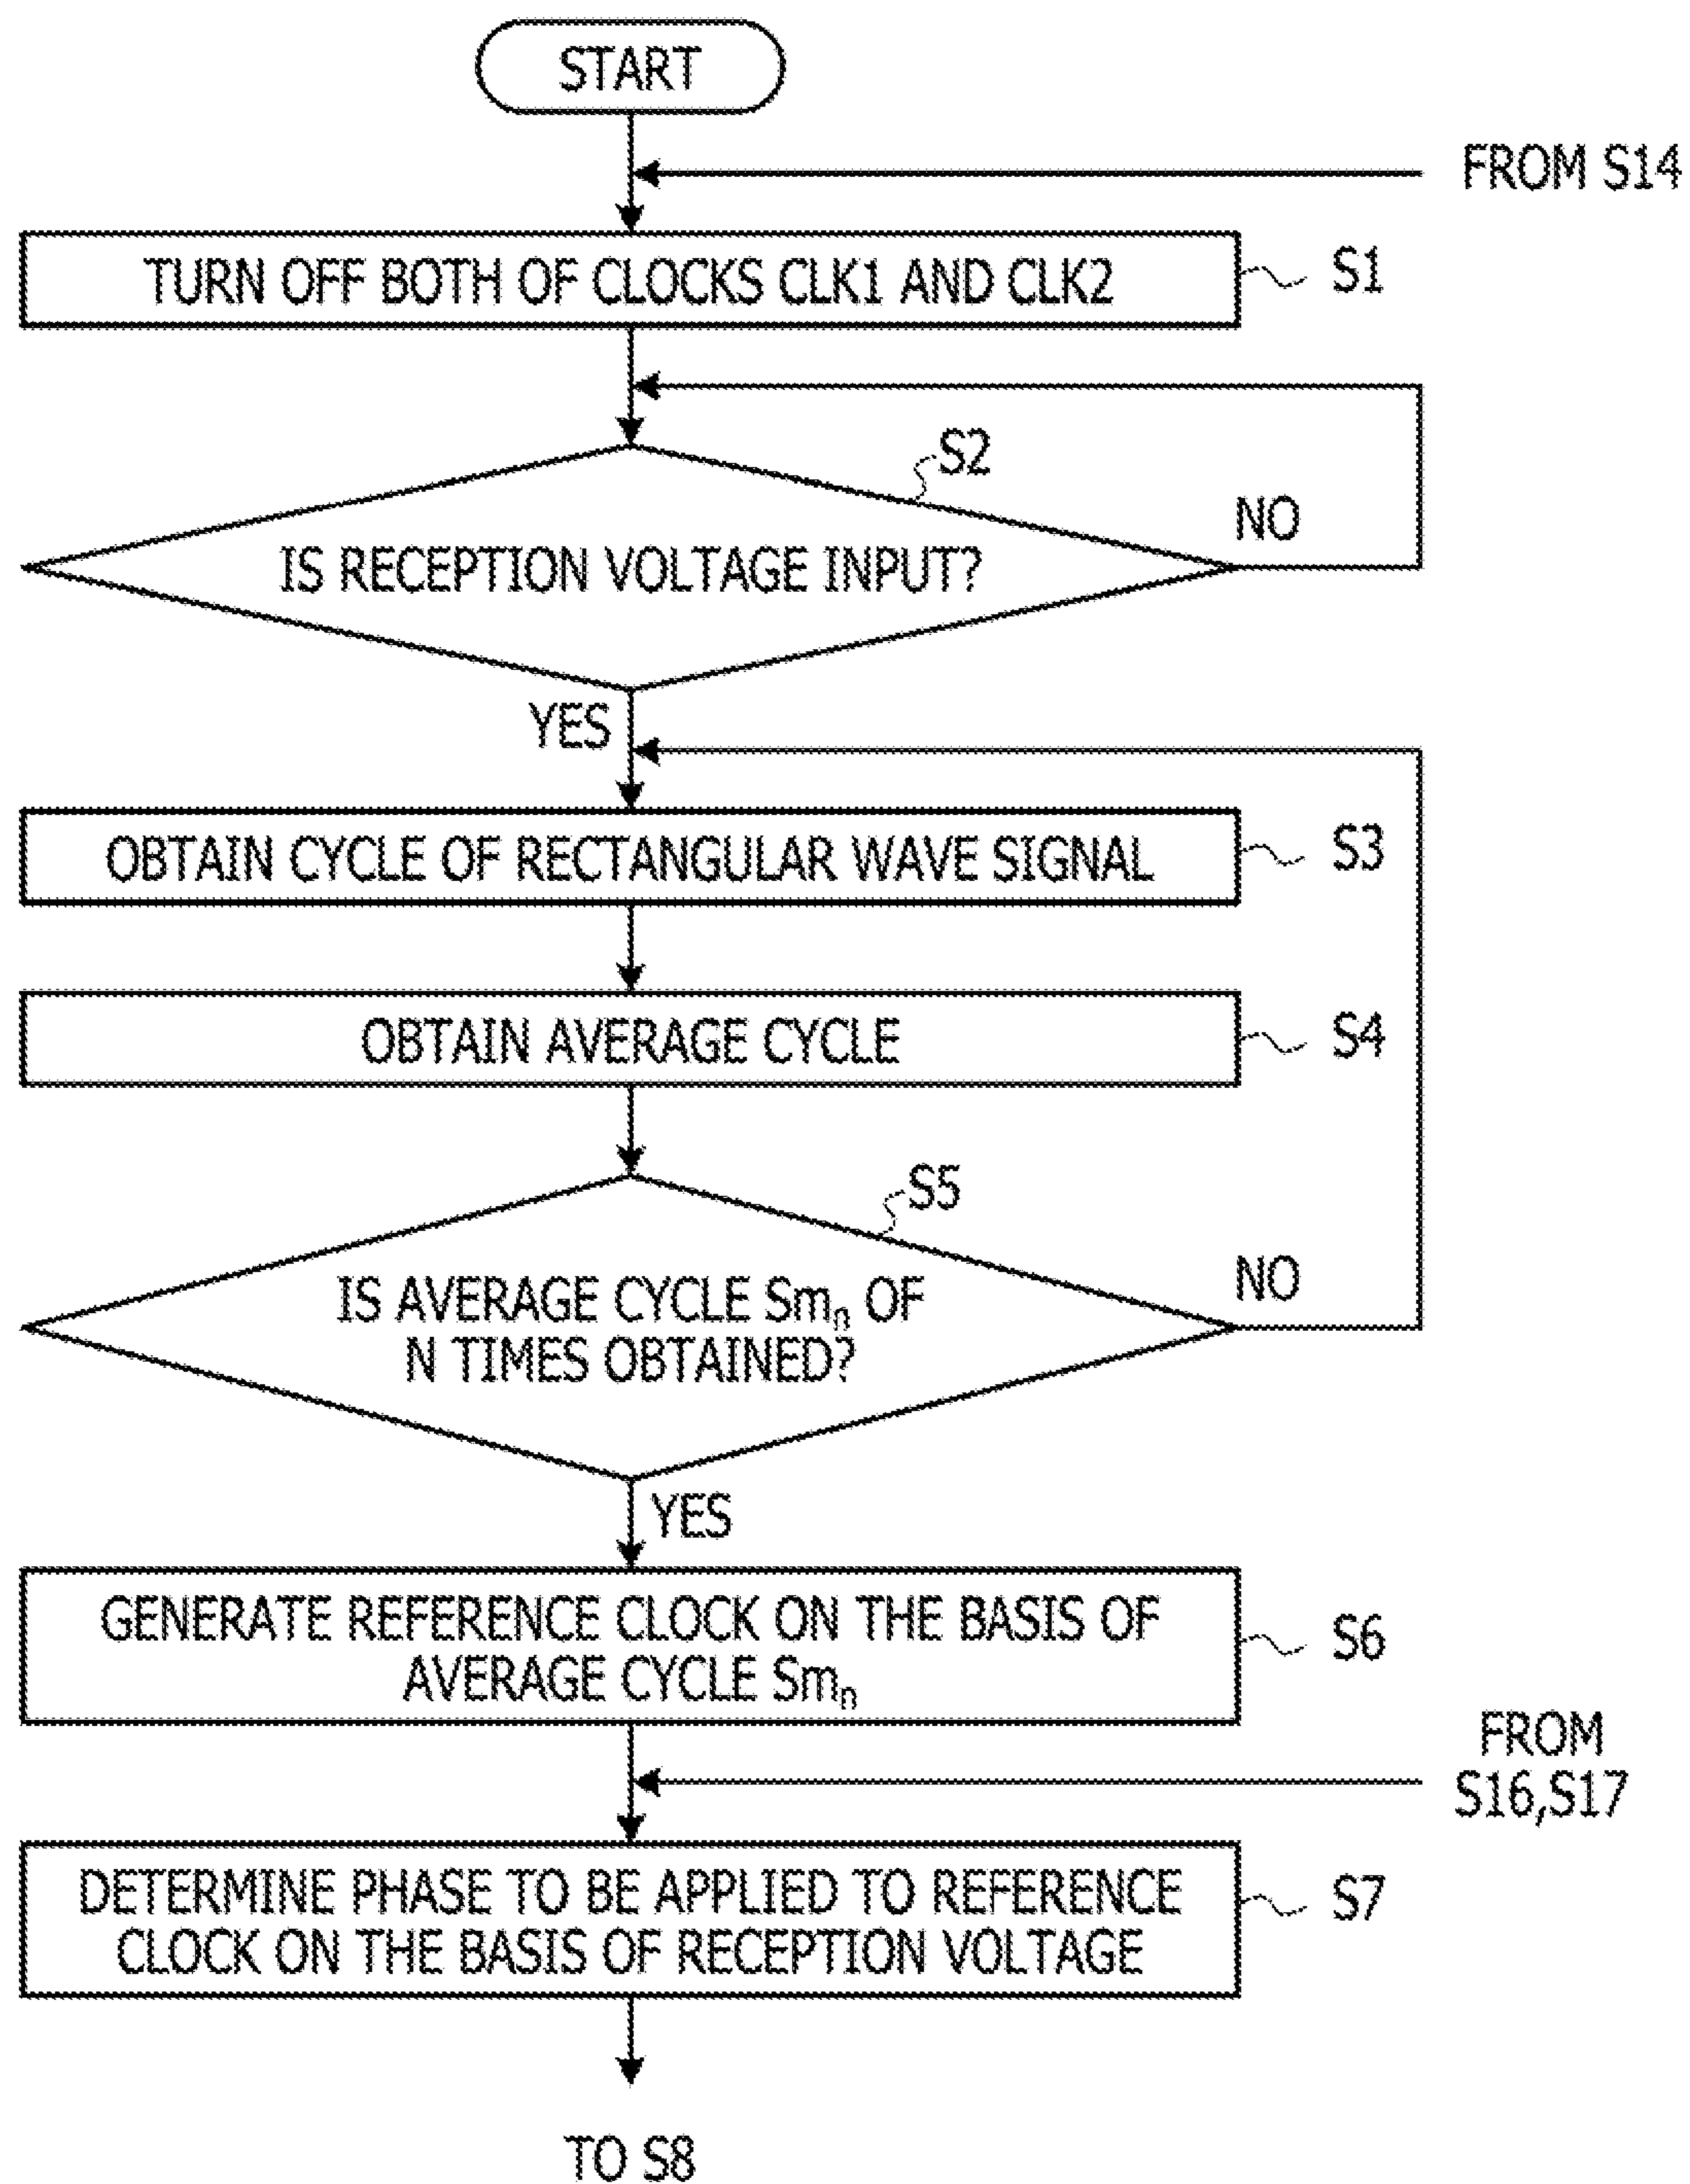 START
FROM S14
TURN OFF BOTH OF CLOCKS CLK1 AND CLK2
S1
S2
NO
IS RECEPTION VOLTAGE INPUT?
YES
OBTAIN CYCLE OF RECTANGULAR WAVE SIGNAL
S3
OBTAIN AVERAGE CYCLE
S4
S5
NO
IS AVERAGE CYCLE Smₙ OF
N TIMES OBTAINED?
YES
GENERATE REFERENCE CLOCK ON THE BASIS OF
AVERAGE CYCLE Smₙ
S6
FROM
S16,S17
DETERMINE PHASE TO BE APPLIED TO REFERENCE
CLOCK ON THE BASIS OF RECEPTION VOLTAGE
S7
TO S8